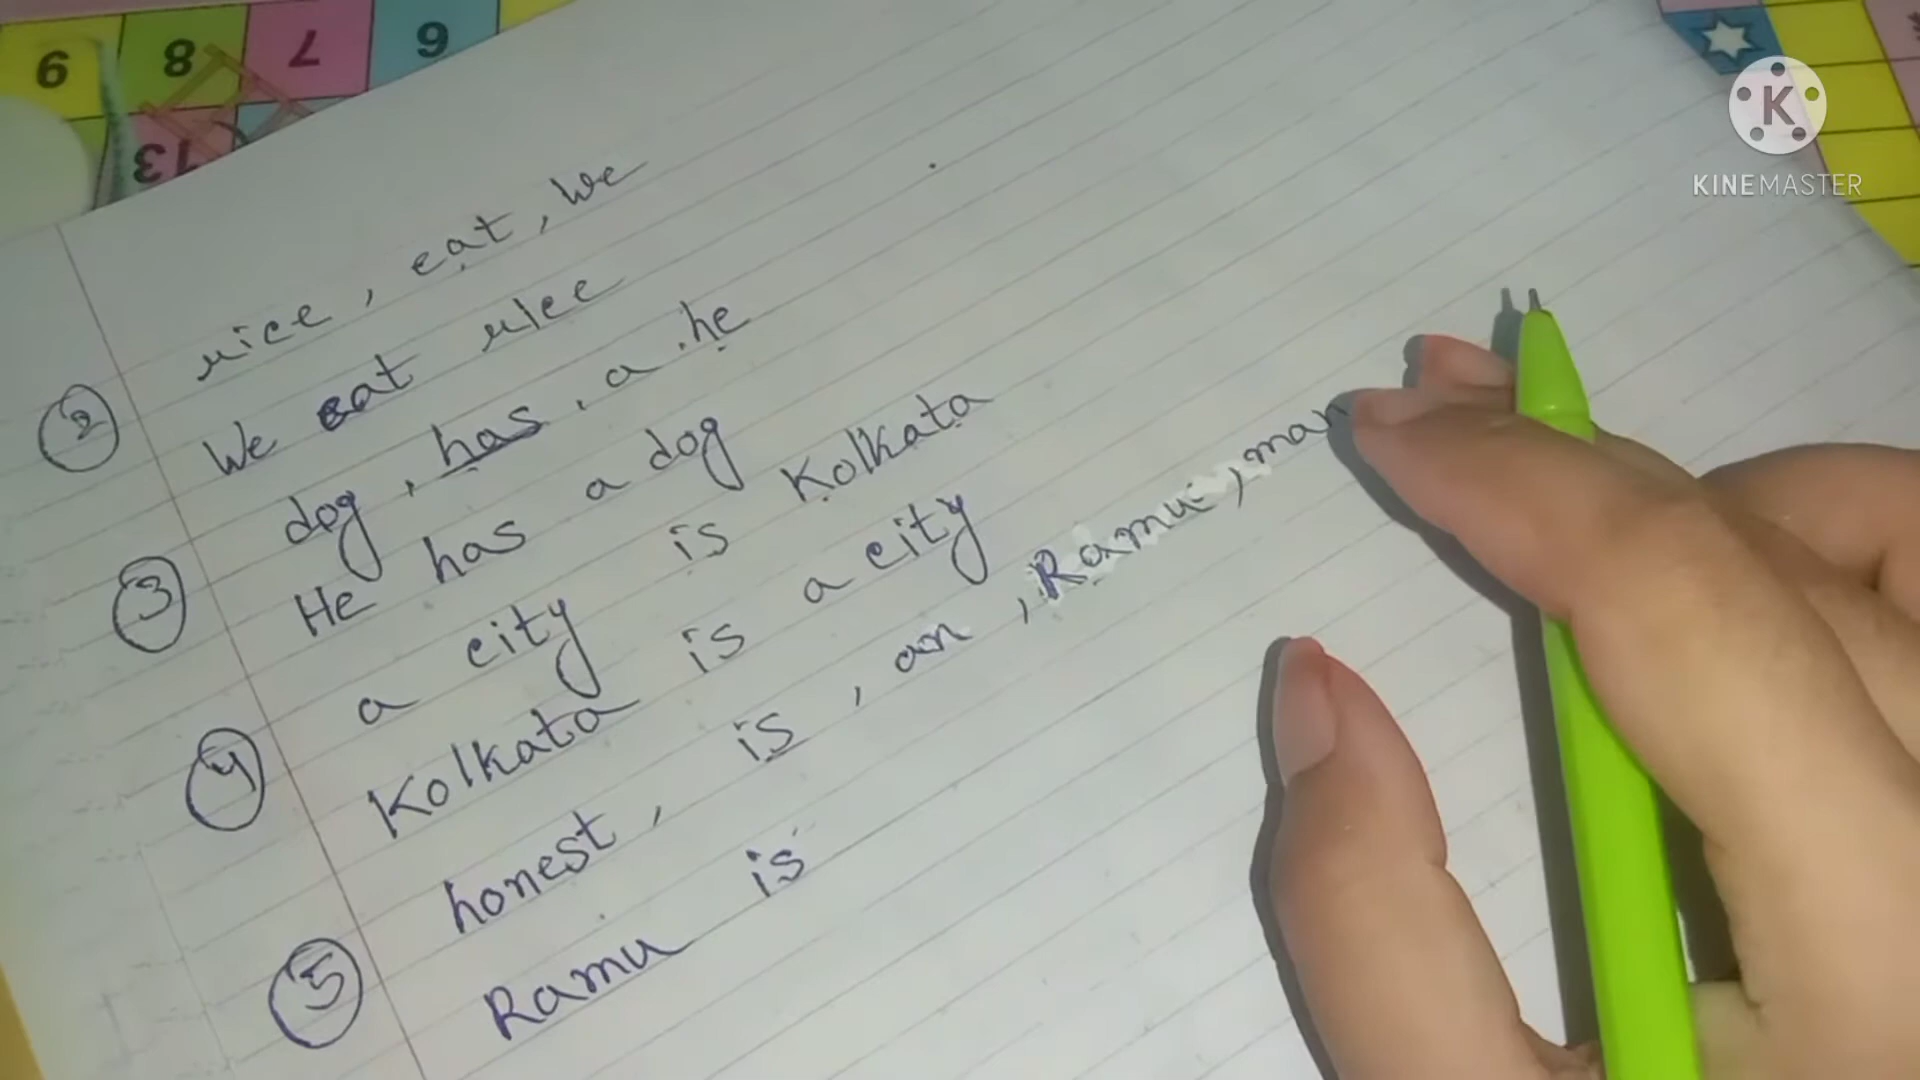 9 8 7 6
13
KINEMASTER
② rice, eat, we
We eat rice
③ dog, has, a he
He has a dog
④ a city is Kolkata
Kolkata is a city
⑤ honest, is, an, Ramu, man
Ramu is